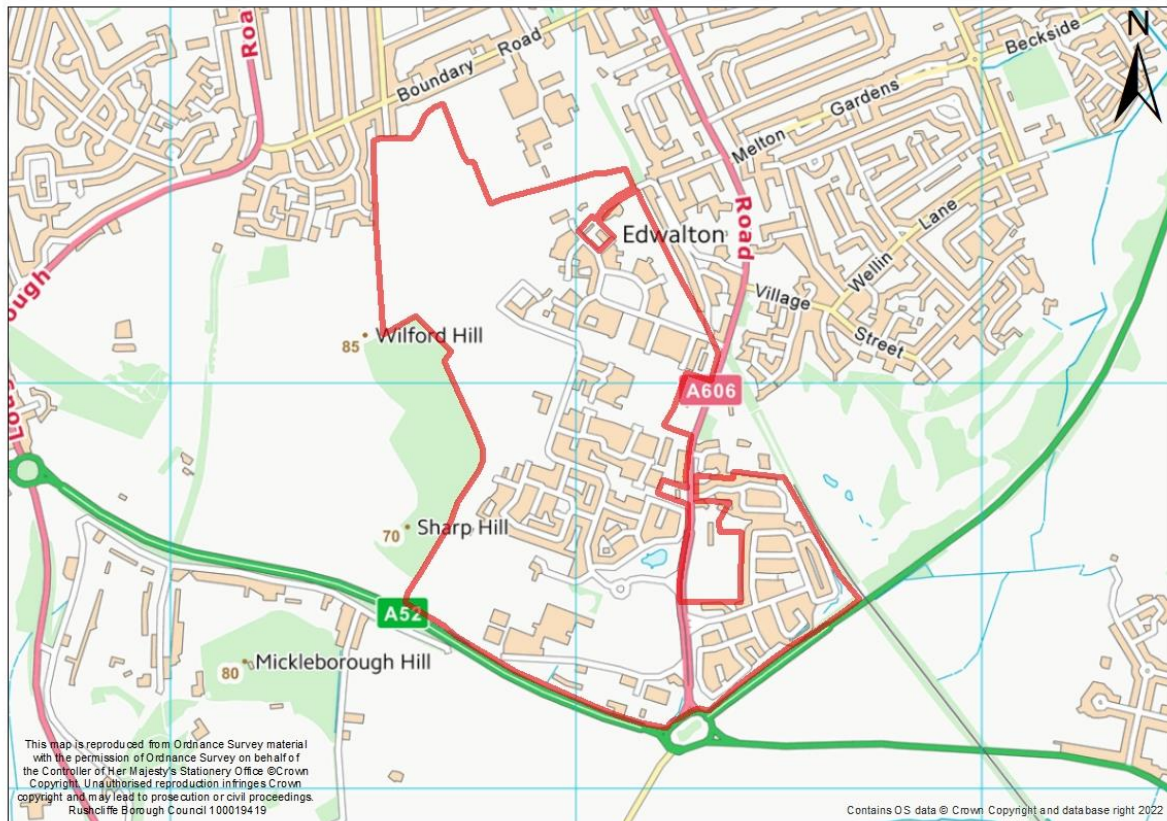 Road
Boundary Road
Beckside
N
Melton Gardens
Road
Edwalton
Wellin Lane
Village Street
ough
85
Wilford Hill
A606
Lou
70
Sharp Hill
A52
80
Mickleborough Hill
This map is reproduced from Ordnance Survey material
with the permission of Ordnance Survey on behalf of
the Controller of Her Majesty's Stationery Office ©Crown
Copyright. Unauthorised reproduction infringes Crown
copyright and may lead to prosecution or civil proceedings.
Rushcliffe Borough Council 100019419
Contains OS data © Crown Copyright and database right 2022